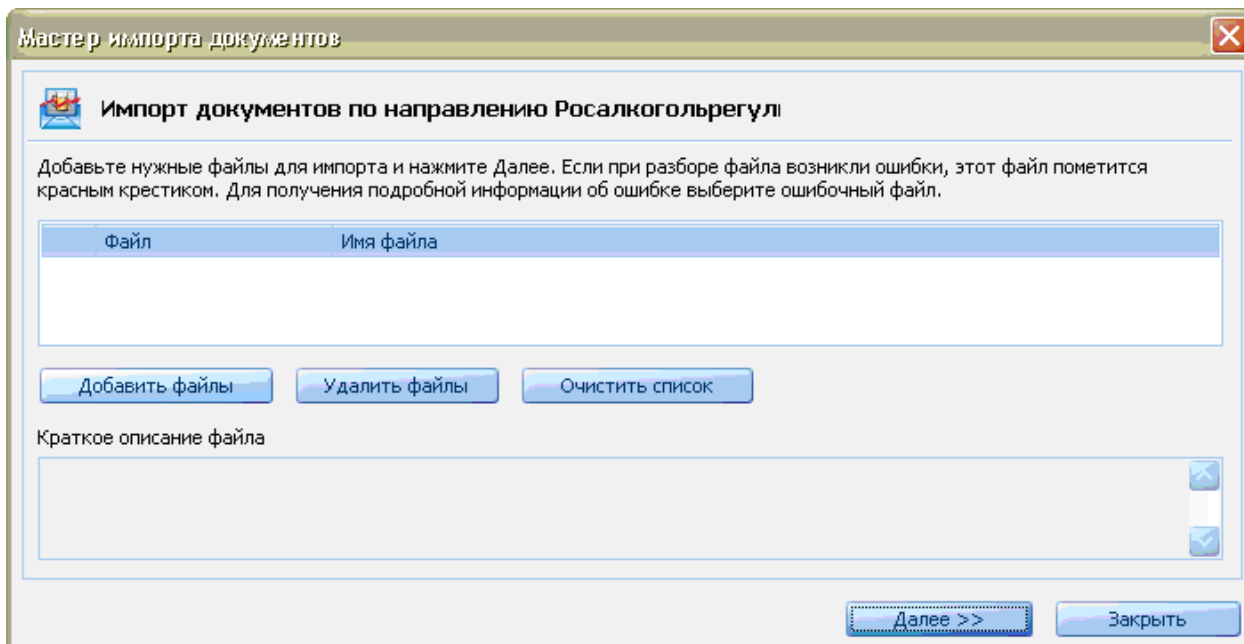 Мастер импорта документов
Импорт документов по направлению Росалкогольрегул
Добавьте нужные файлы для импорта и нажмите Далее. Если при разборе файла возникли ошибки, этот файл пометится
красным крестиком. Для получения подробной информации об ошибке выберите ошибочный файл.
Файл Имя файла
Добавить файлы Удалить файлы Очистить список
Краткое описание файла
Далее >> Закрыть